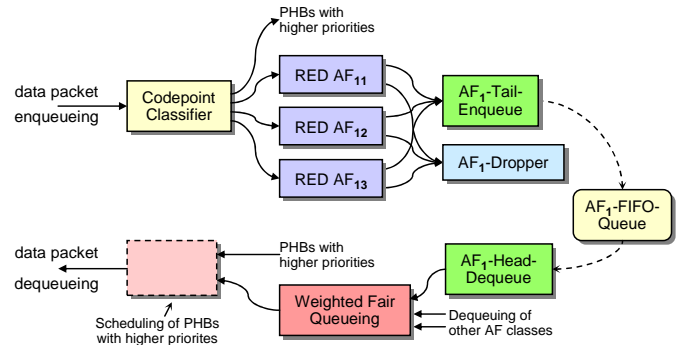 PHBs with
higher priorities
data packet
enqueueing
Codepoint
Classifier
RED AF11
RED AF12
RED AF13
AF1-Tail-
Enqueue
AF1-Dropper
AF1-FIFO-
Queue
data packet
dequeueing
PHBs with
higher priorities
AF1-Head-
Dequeue
Weighted Fair
Queueing
Dequeuing of
other AF classes
Scheduling of PHBs
with higher priorites